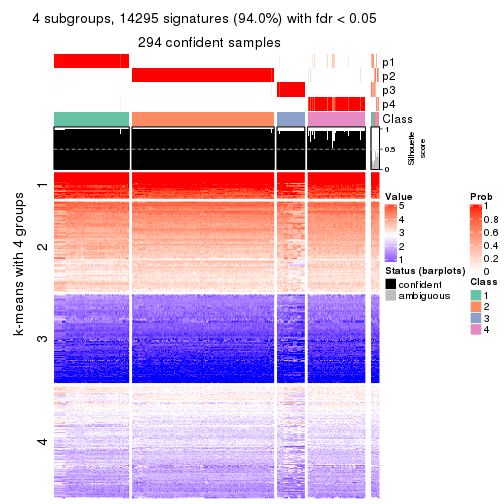 4 subgroups, 14295 signatures (94.0%) with fdr < 0.05
294 confident samples
p1
p2
p3
p4
Class
1
0.5
0
Silhouette
score
k-means with 4 groups
1
2
3
4
Value
5
4
3
2
1
Status (barplots)
confident
ambiguous
Prob
1
0.8
0.6
0.4
0.2
0
Class
1
2
3
4